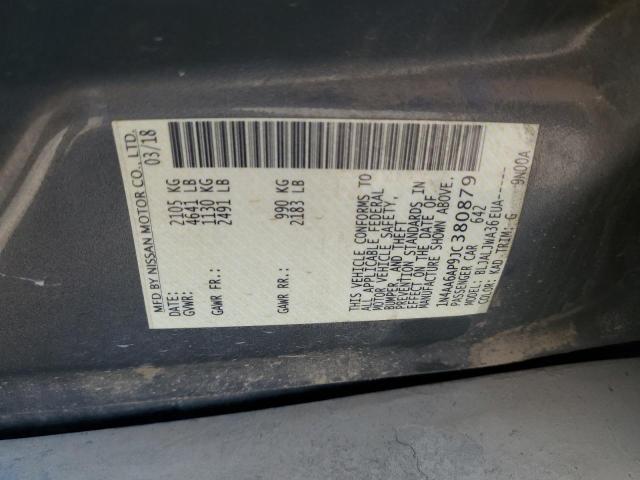 MFD BY NISSAN MOTOR CO., LTD.
DATE: 03/18
GVWR: 2105 KG
4641 LB
GAWR FR: 1130 KG
2491 LB
GAWR RR: 990 KG
2183 LB
THIS VEHICLE CONFORMS TO
ALL APPLICABLE FEDERAL
MOTOR VEHICLE SAFETY,
BUMPER, AND THEFT
PREVENTION STANDARDS IN
EFFECT ON THE DATE OF
MANUFACTURE SHOWN ABOVE.
1N4AA6AP9JC380879
PASSENGER CAR 642
MODEL: BLJALJWA36EUA-----
COLOR: KAD TRIM: G 9N00A